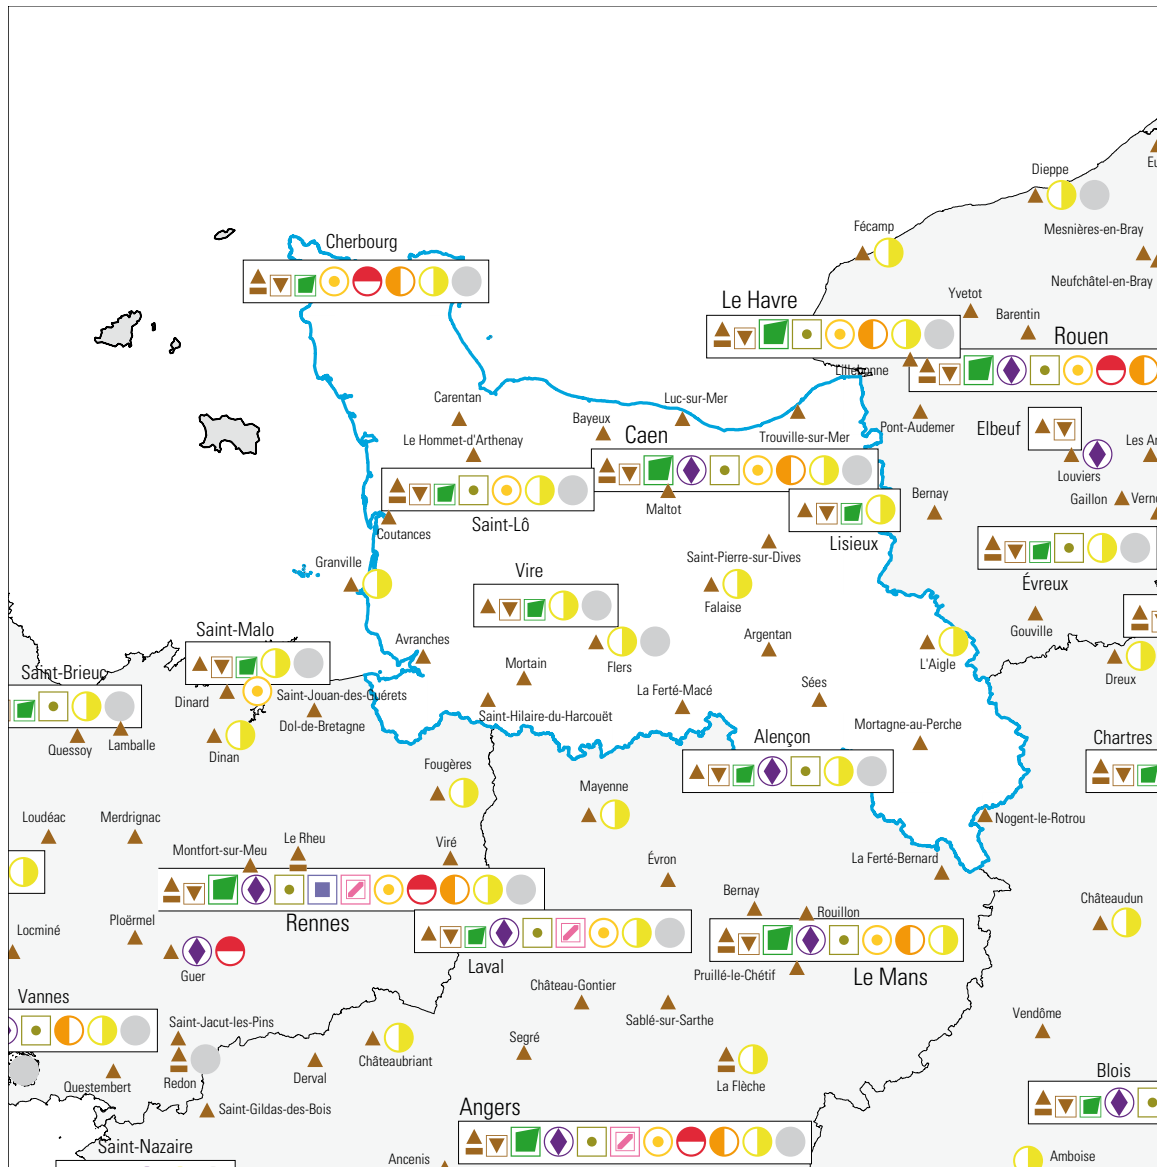 Dieppe
Eu
Mesnières-en-Bray
Fécamp
Cherbourg
Neufchâtel-en-Bray
Yvetot
Le Havre
Barentin
Rouen
Lillebonne
Carentan
Luc-sur-Mer
Bayeux
Pont-Audemer
Elbeuf
Caen
Trouville-sur-Mer
Le Hommet-d'Arthenay
Les An
Louviers
Bernay
Gaillon
Verno
Maltot
Saint-Lô
Coutances
Lisieux
Saint-Pierre-sur-Dives
Granville
Vire
Évreux
Falaise
Saint-Malo
Gouville
Avranches
Argentan
Flers
L'Aigle
Mortain
Saint-Brieuc
Dreux
Dinard
Saint-Jouan-des-Guérets
La Ferté-Macé
Sées
Saint-Hilaire-du-Harcouët
Dol-de-Bretagne
Mortagne-au-Perche
Quessoy
Lamballe
Alençon
Chartres
Dinan
Fougères
Mayenne
Loudéac
Merdrignac
Nogent-le-Rotrou
Le Rheu
Viré
Montfort-sur-Meu
Évron
La Ferté-Bernard
Bernay
Châteaudun
Ploërmel
Rouillon
Rennes
Locminé
Laval
Guer
Pruillé-le-Chétif
Le Mans
Château-Gontier
Vannes
Saint-Jacut-les-Pins
Sablé-sur-Sarthe
Vendôme
Segré
Châteaubriant
Derval
Blois
Questembert
Redon
La Flèche
Saint-Gildas-des-Bois
Angers
Saint-Nazaire
Ancenis
Amboise